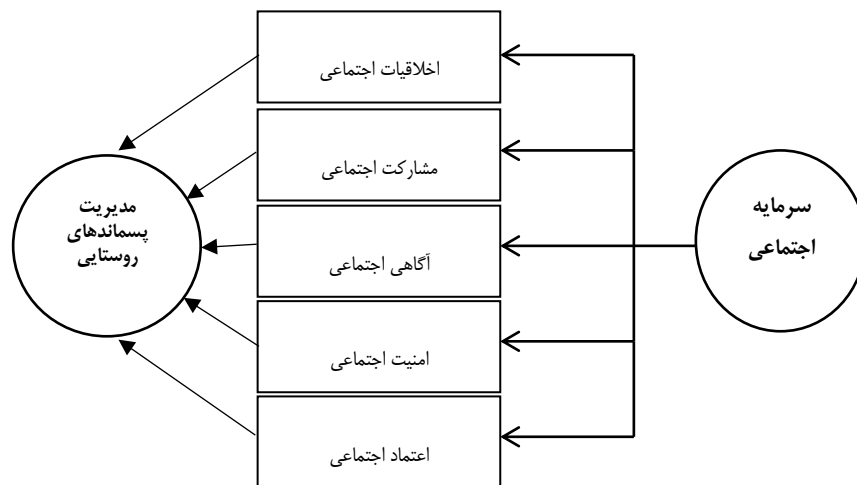 سرمایه
اجتماعی
اخلاقیات اجتماعی
مشارکت اجتماعی
آگاهی اجتماعی
امنیت اجتماعی
اعتماد اجتماعی
مدیریت
پسماندهای
روستایی